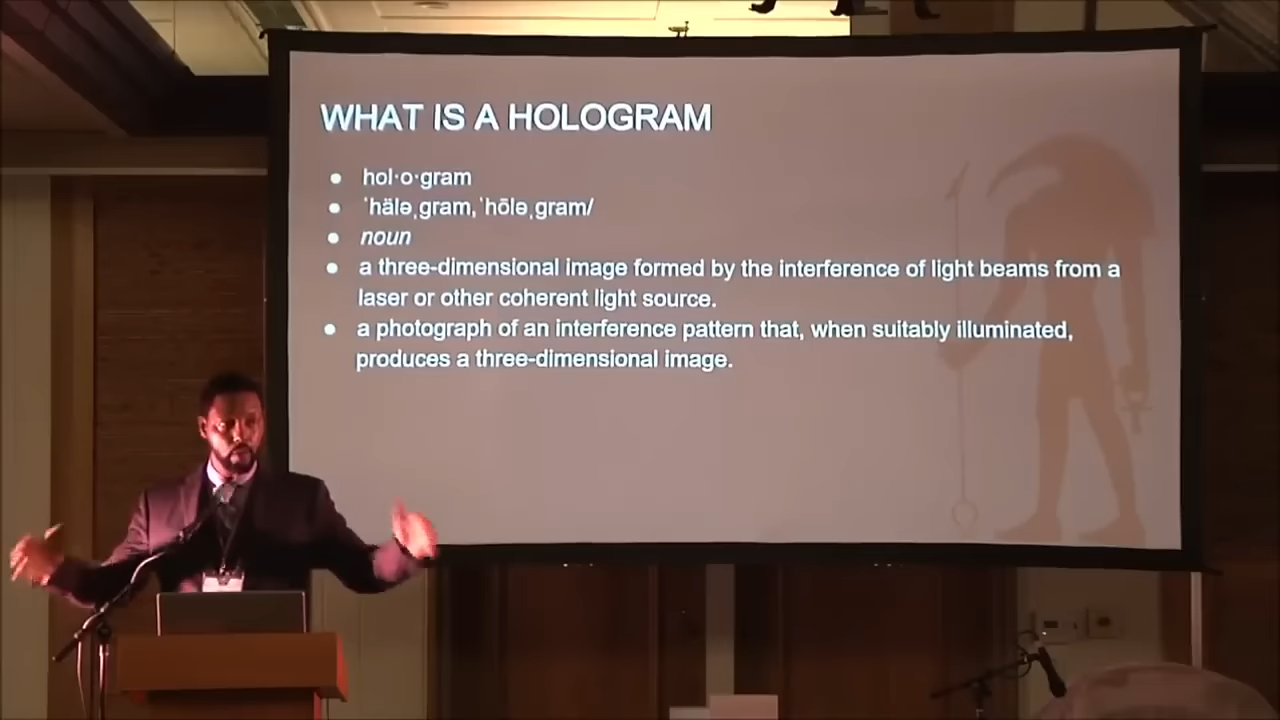 WHAT IS A HOLOGRAM
● hol·o·gram
● ˈhäləˌgram,ˈhōləˌgram/
● noun
● a three-dimensional image formed by the interference of light beams from a
laser or other coherent light source.
● a photograph of an interference pattern that, when suitably illuminated,
produces a three-dimensional image.